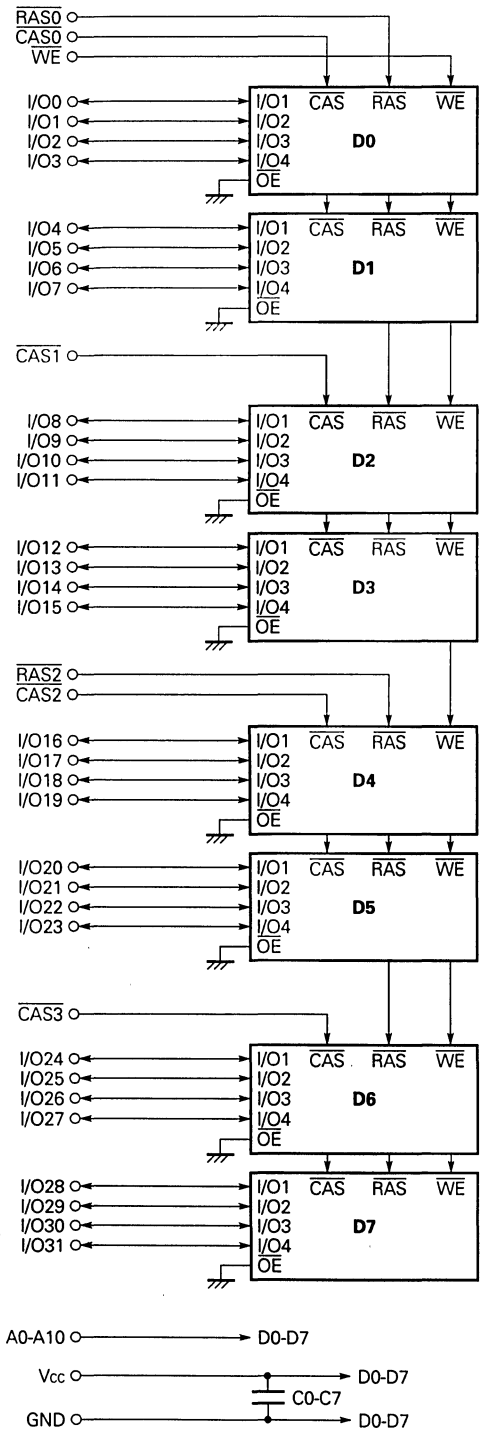 RAS0
CAS0
WE
I/O0 I/O1 CAS RAS WE
I/O1 I/O2
I/O2 I/O3 D0
I/O3 I/O4
OE
I/O4 I/O1 CAS RAS WE
I/O5 I/O2
I/O6 I/O3 D1
I/O7 I/O4
OE
CAS1
I/O8 I/O1 CAS RAS WE
I/O9 I/O2
I/O10 I/O3 D2
I/O11 I/O4
OE
I/O12 I/O1 CAS RAS WE
I/O13 I/O2
I/O14 I/O3 D3
I/O15 I/O4
OE
RAS2
CAS2
I/O16 I/O1 CAS RAS WE
I/O17 I/O2
I/O18 I/O3 D4
I/O19 I/O4
OE
I/O20 I/O1 CAS RAS WE
I/O21 I/O2
I/O22 I/O3 D5
I/O23 I/O4
OE
CAS3
I/O24 I/O1 CAS RAS WE
I/O25 I/O2
I/O26 I/O3 D6
I/O27 I/O4
OE
I/O28 I/O1 CAS RAS WE
I/O29 I/O2
I/O30 I/O3 D7
I/O31 I/O4
OE
A0-A10 D0-D7
Vcc D0-D7
C0-C7
GND D0-D7